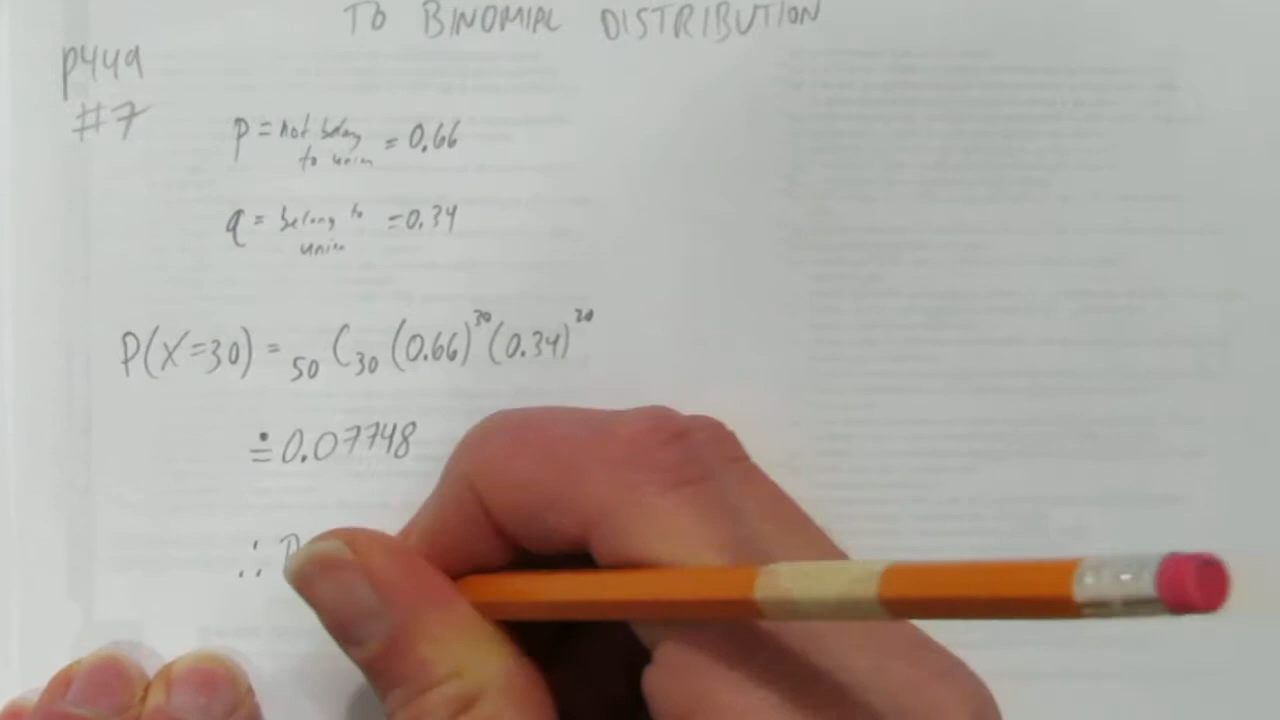 TO BINOMIAL DISTRIBUTION
p449
#7
p = not belong to union = 0.66
q = belong to union = 0.34
P(X=30) = ₅₀C₃₀ (0.66)³⁰ (0.34)²⁰
≐ 0.07748
∴